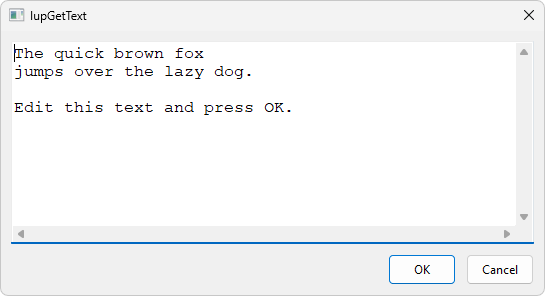 IupGetText
The quick brown fox
jumps over the lazy dog.

Edit this text and press OK.
OK
Cancel